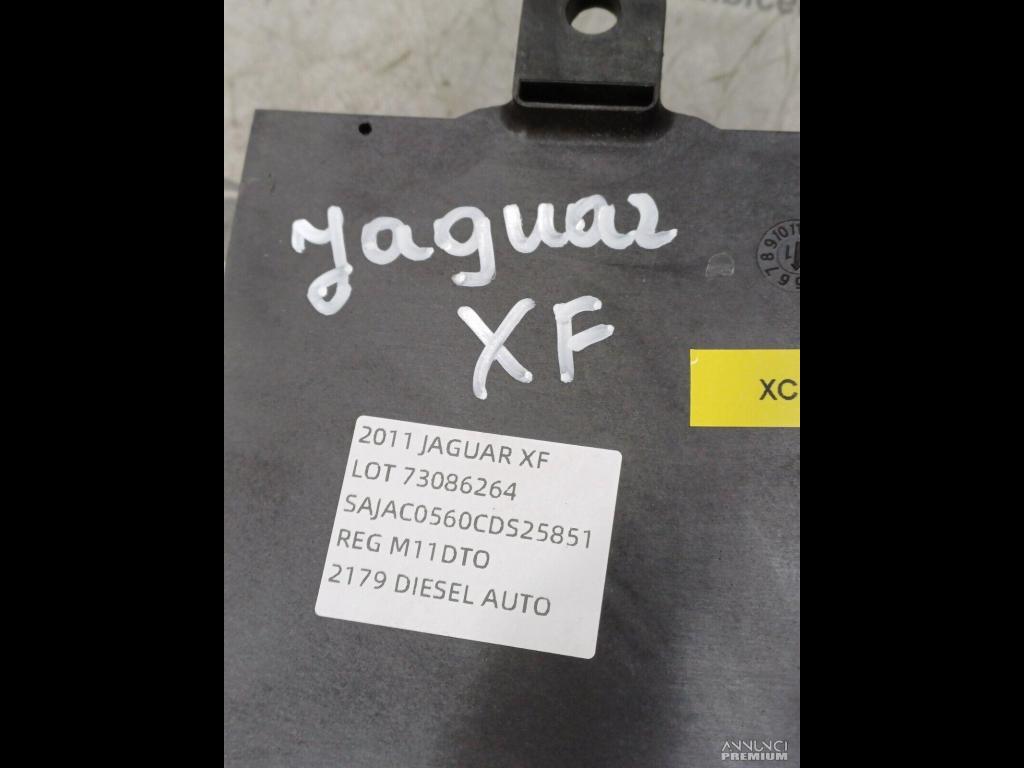 Jaguar
XF
XC
2011 JAGUAR XF
LOT 73086264
SAJAC0560CDS25851
REG M11DTO
2179 DIESEL AUTO
ANNUNCI
PREMIUM